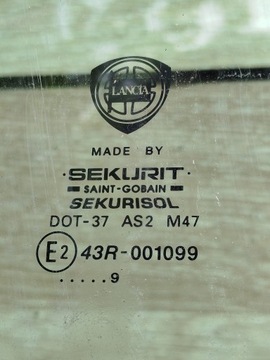 LANCIA
MADE BY
·SEKURIT·
SAINT-GOBAIN
SEKURISOL
DOT-37 AS2 M47
E2 43R-001099
.....9